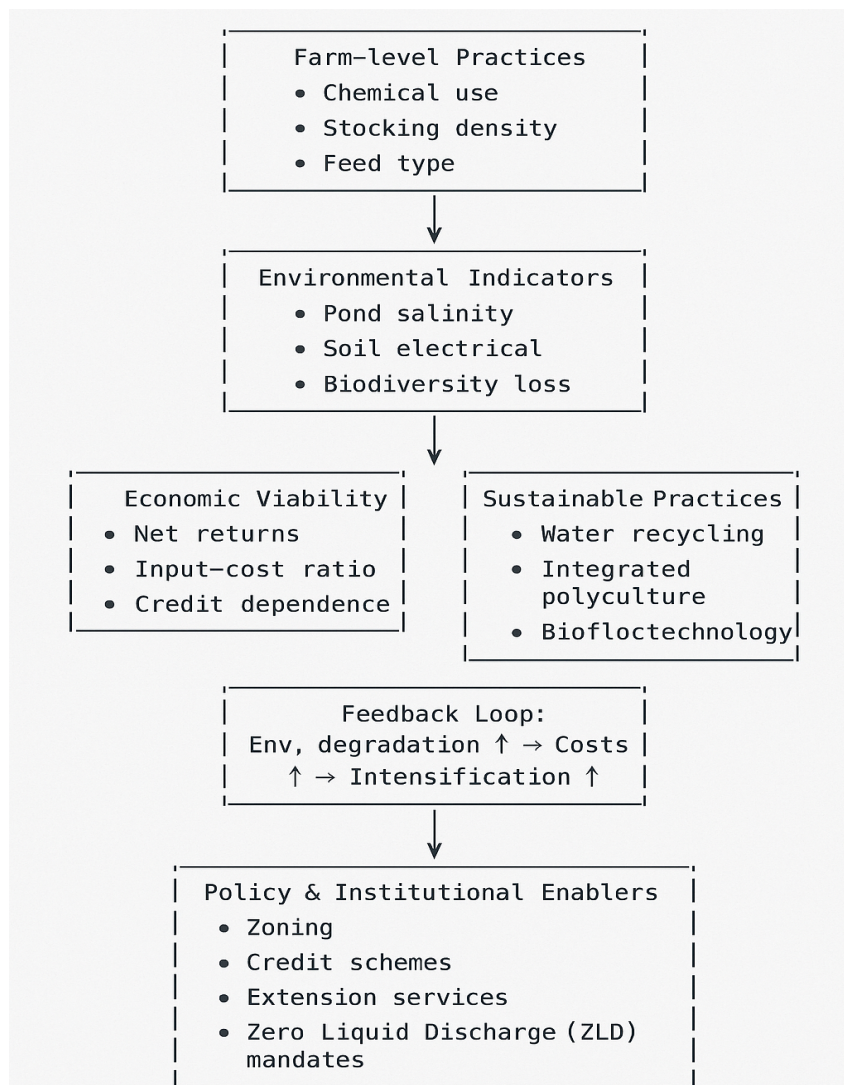 Farm–level Practices
• Chemical use
• Stocking density
• Feed type
Environmental Indicators
• Pond salinity
• Soil electrical
• Biodiversity loss
Economic Viability
• Net returns
• Input–cost ratio
• Credit dependence
Sustainable Practices
• Water recycling
• Integrated
polyculture
• Biofloctechnology
Feedback Loop:
Env, degradation ↑ → Costs
↑ → Intensification ↑
Policy & Institutional Enablers
• Zoning
• Credit schemes
• Extension services
• Zero Liquid Discharge (ZLD)
mandates